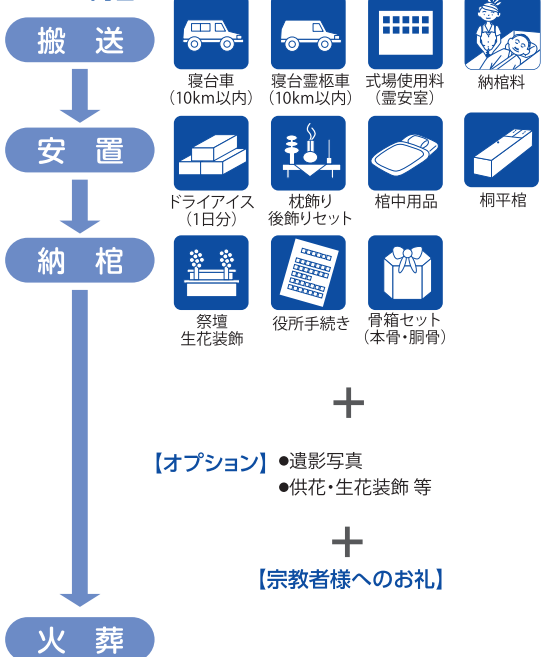 搬 送
寝台車
(10km以内)
寝台霊柩車
(10km以内)
式場使用料
(霊安室)
納棺料
安 置
ドライアイス
(1日分)
枕飾り
後飾りセット
棺中用品
桐平棺
納 棺
祭壇
生花装飾
役所手続き
骨箱セット
(本骨・胴骨)
＋
【オプション】 ●遺影写真
●供花・生花装飾 等
＋
【宗教者様へのお礼】
火 葬